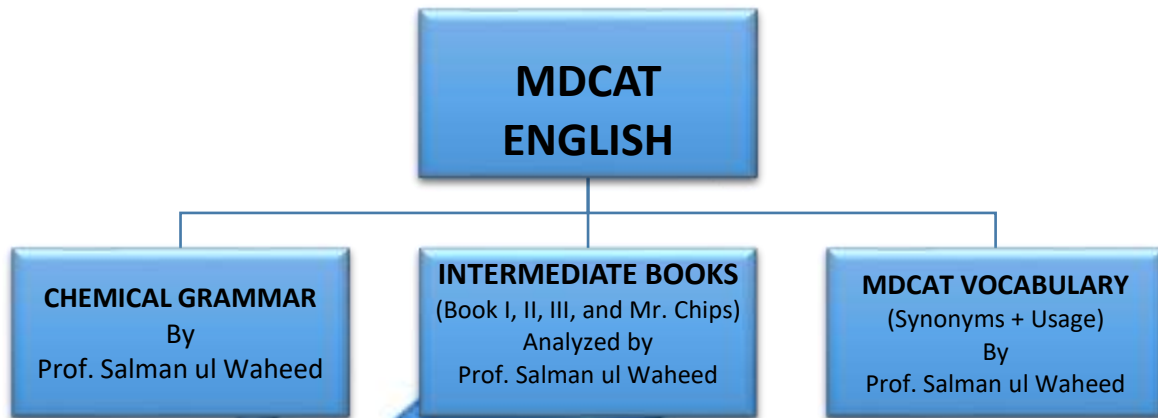 MDCAT
ENGLISH
CHEMICAL GRAMMAR
By
Prof. Salman ul Waheed
INTERMEDIATE BOOKS
(Book I, II, III, and Mr. Chips)
Analyzed by
Prof. Salman ul Waheed
MDCAT VOCABULARY
(Synonyms + Usage)
By
Prof. Salman ul Waheed